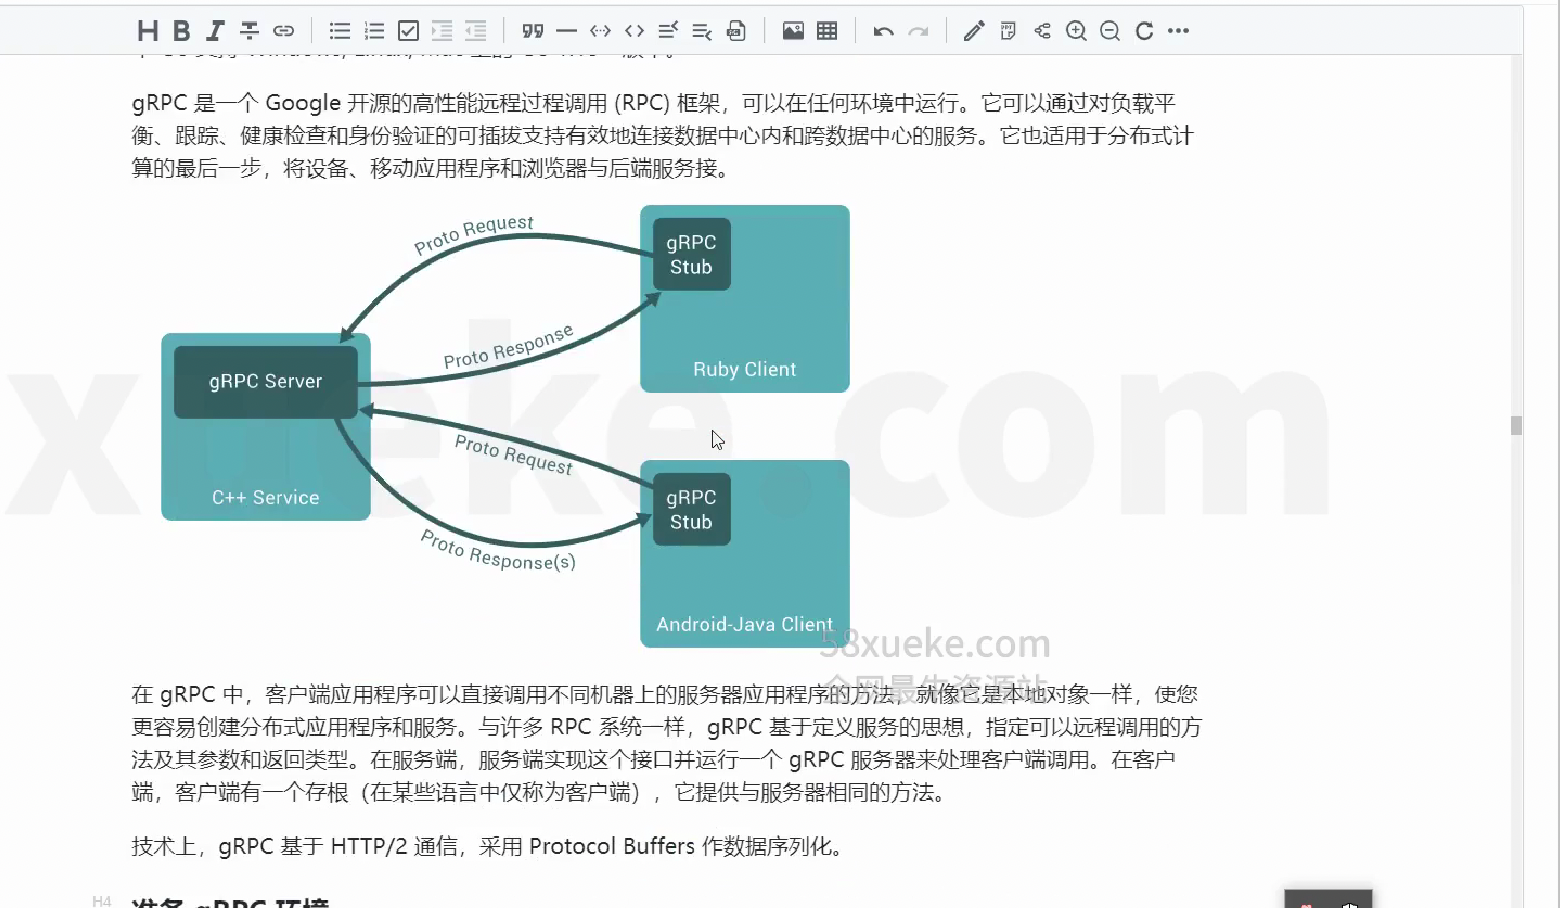 gRPC 是一个 Google 开源的高性能远程过程调用 (RPC) 框架，可以在任何环境中运行。它可以通过对负载平
衡、跟踪、健康检查和身份验证的可插拔支持有效地连接数据中心内和跨数据中心的服务。它也适用于分布式计
算的最后一步，将设备、移动应用程序和浏览器与后端服务接。
Proto Request
gRPC
Stub
Proto Response
Ruby Client
gRPC Server
C++ Service
Proto Request
gRPC
Stub
Proto Response(s)
Android-Java Client
xueke.com
58xueke.com
全网最牛资源站
在 gRPC 中，客户端应用程序可以直接调用不同机器上的服务器应用程序的方法，就像它是本地对象一样，使您
更容易创建分布式应用程序和服务。与许多 RPC 系统一样，gRPC 基于定义服务的思想，指定可以远程调用的方
法及其参数和返回类型。在服务端，服务端实现这个接口并运行一个 gRPC 服务器来处理客户端调用。在客户
端，客户端有一个存根（在某些语言中仅称为客户端），它提供与服务器相同的方法。
技术上，gRPC 基于 HTTP/2 通信，采用 Protocol Buffers 作数据序列化。
H4
准备 gRPC 环境